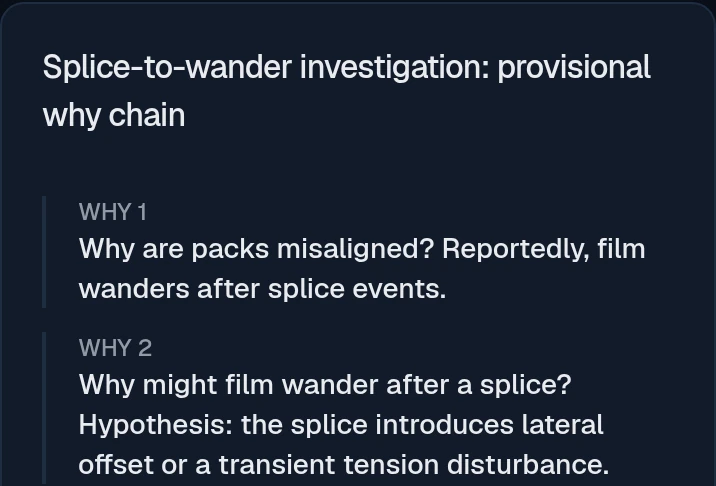 Splice-to-wander investigation: provisional
why chain
WHY 1
Why are packs misaligned? Reportedly, film
wanders after splice events.
WHY 2
Why might film wander after a splice?
Hypothesis: the splice introduces lateral
offset or a transient tension disturbance.